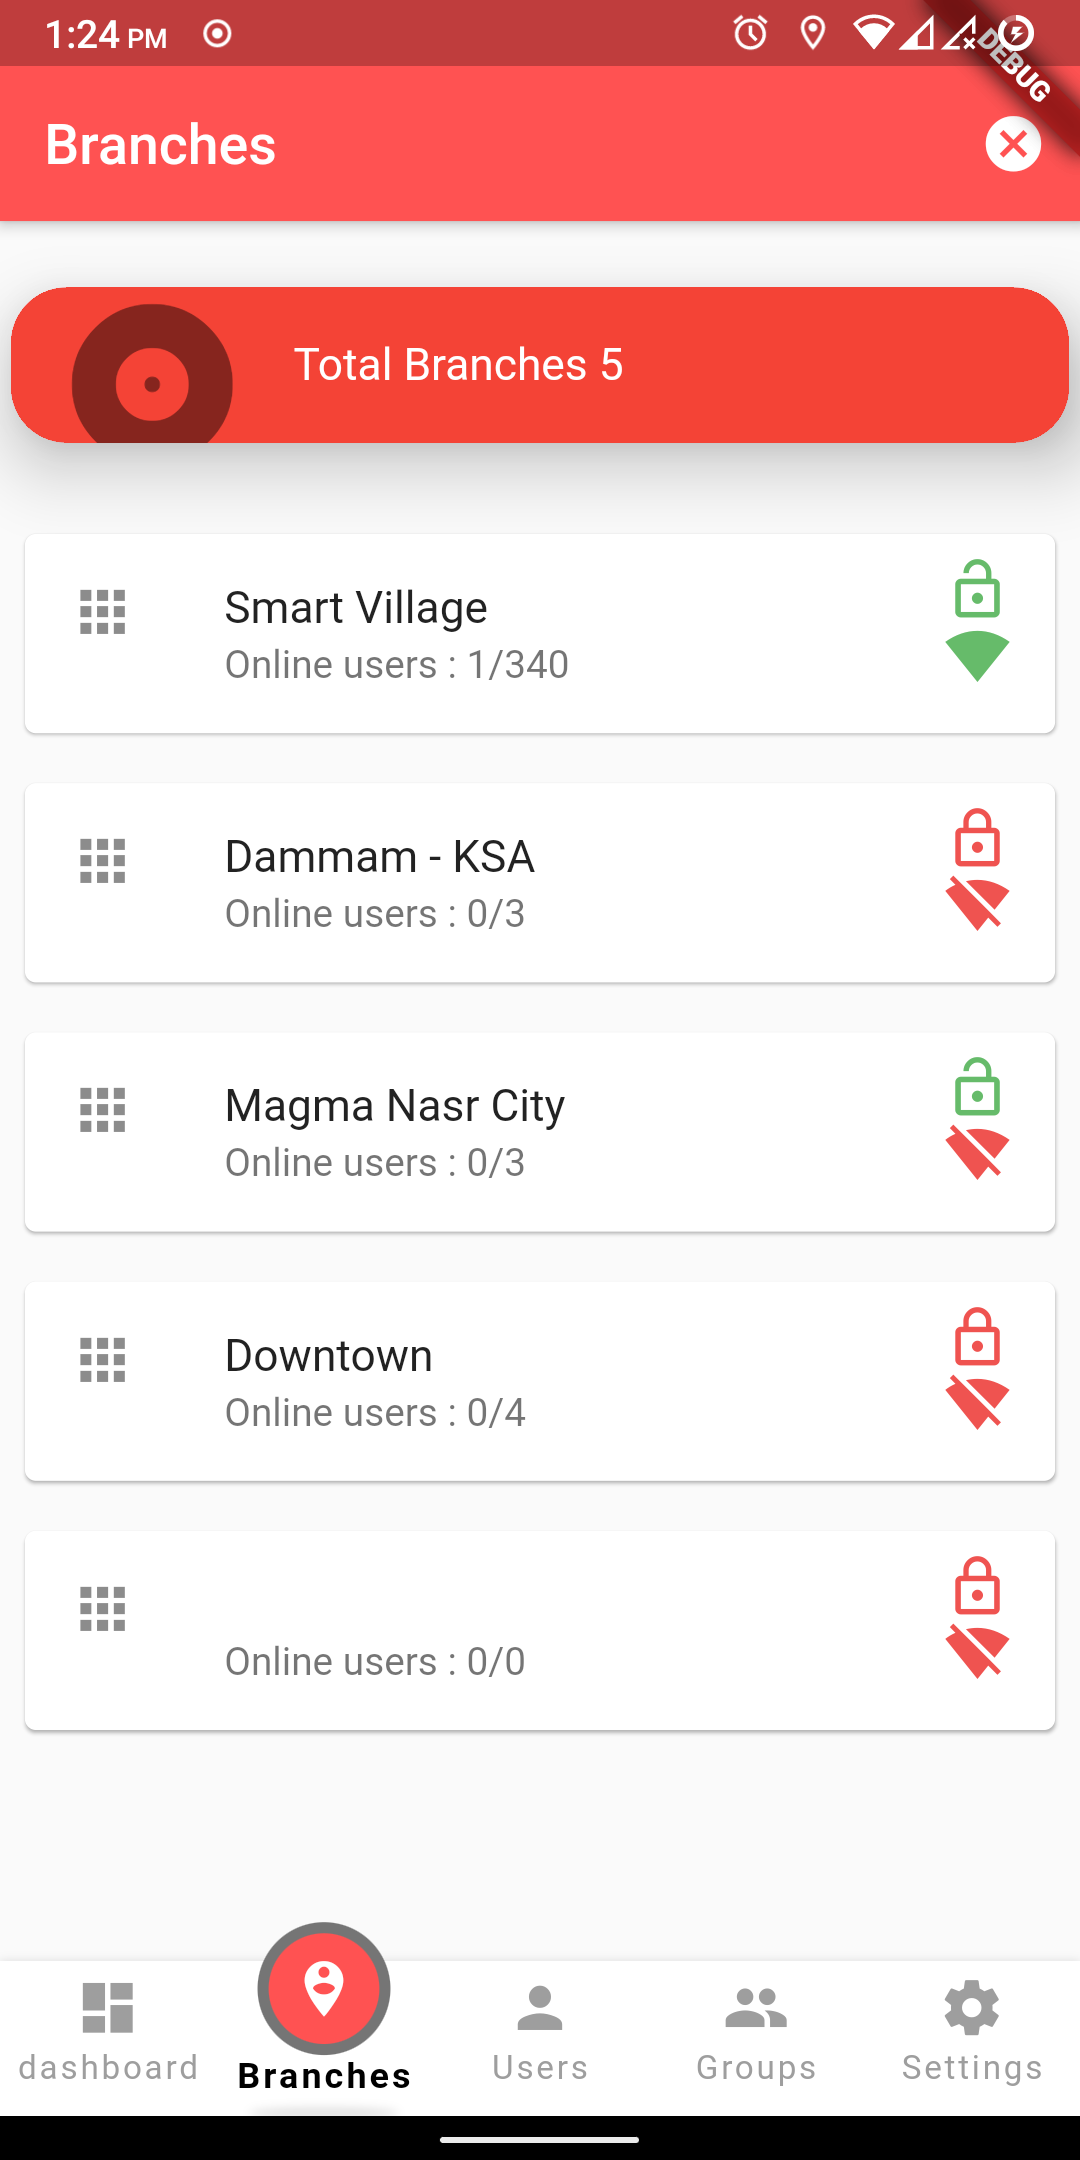 1:24 PM
DEBUG
Branches
Total Branches 5
Smart Village
Online users : 1/340
Dammam - KSA
Online users : 0/3
Magma Nasr City
Online users : 0/3
Downtown
Online users : 0/4
Online users : 0/0
dashboard
Branches
Users
Groups
Settings